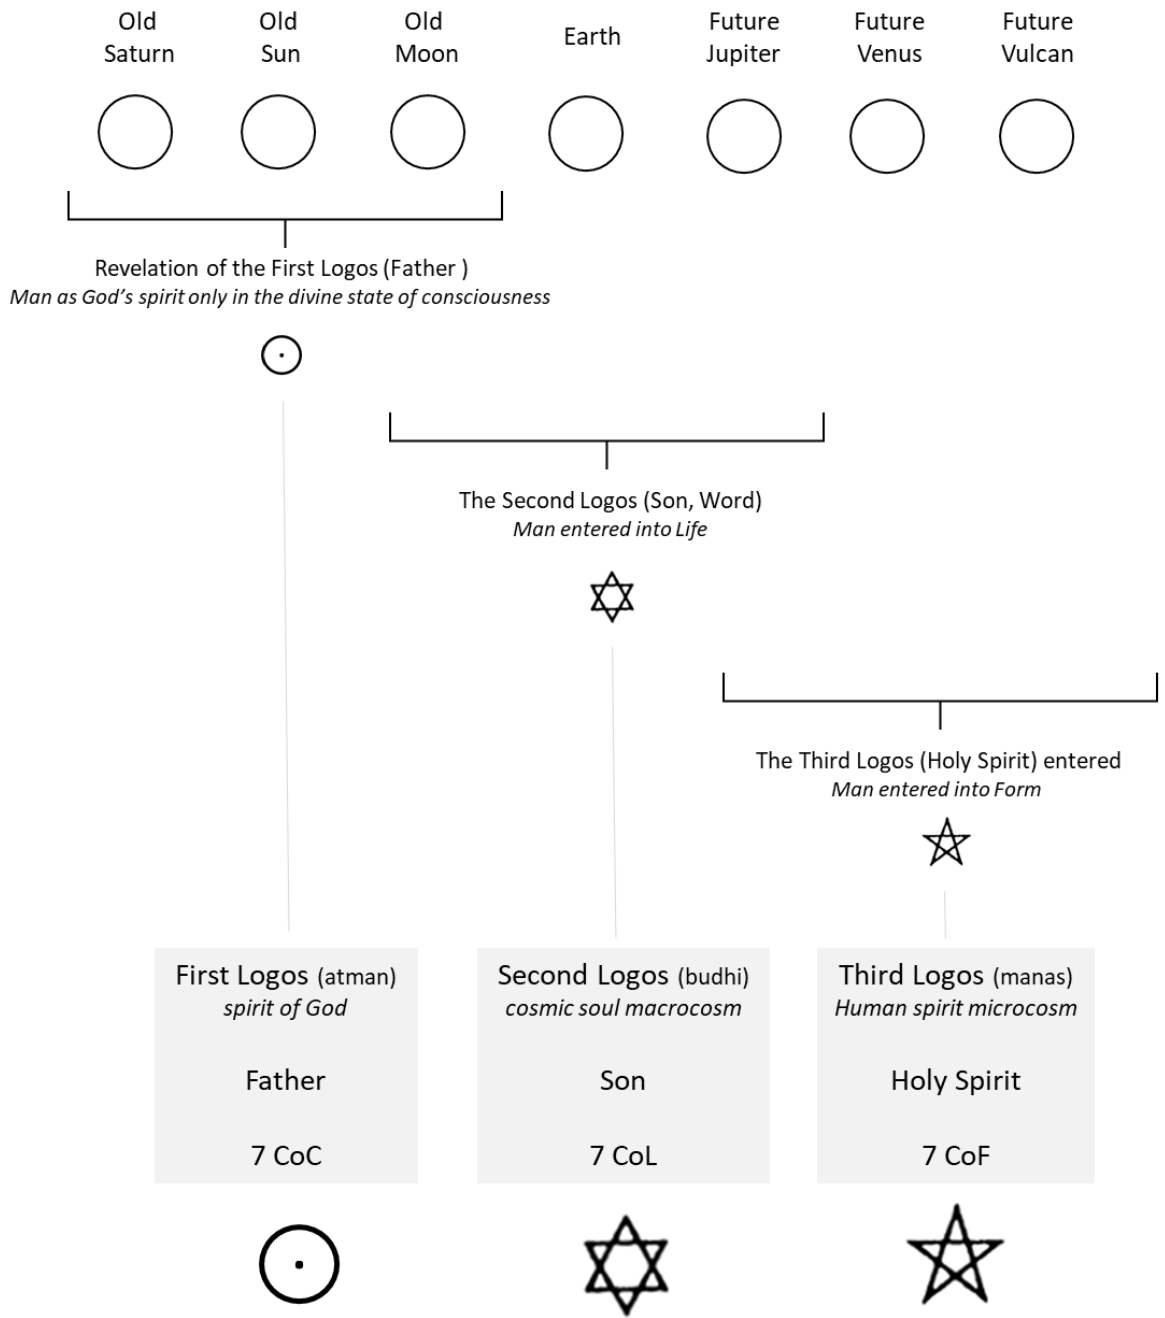 Old
Saturn
Old
Sun
Old
Moon
Earth
Future
Jupiter
Future
Venus
Future
Vulcan
Revelation of the First Logos (Father )
Man as God’s spirit only in the divine state of consciousness
The Second Logos (Son, Word)
Man entered into Life
The Third Logos (Holy Spirit) entered
Man entered into Form
First Logos (atman)
spirit of God
Father
7 CoC
Second Logos (budhi)
cosmic soul macrocosm
Son
7 CoL
Third Logos (manas)
Human spirit microcosm
Holy Spirit
7 CoF